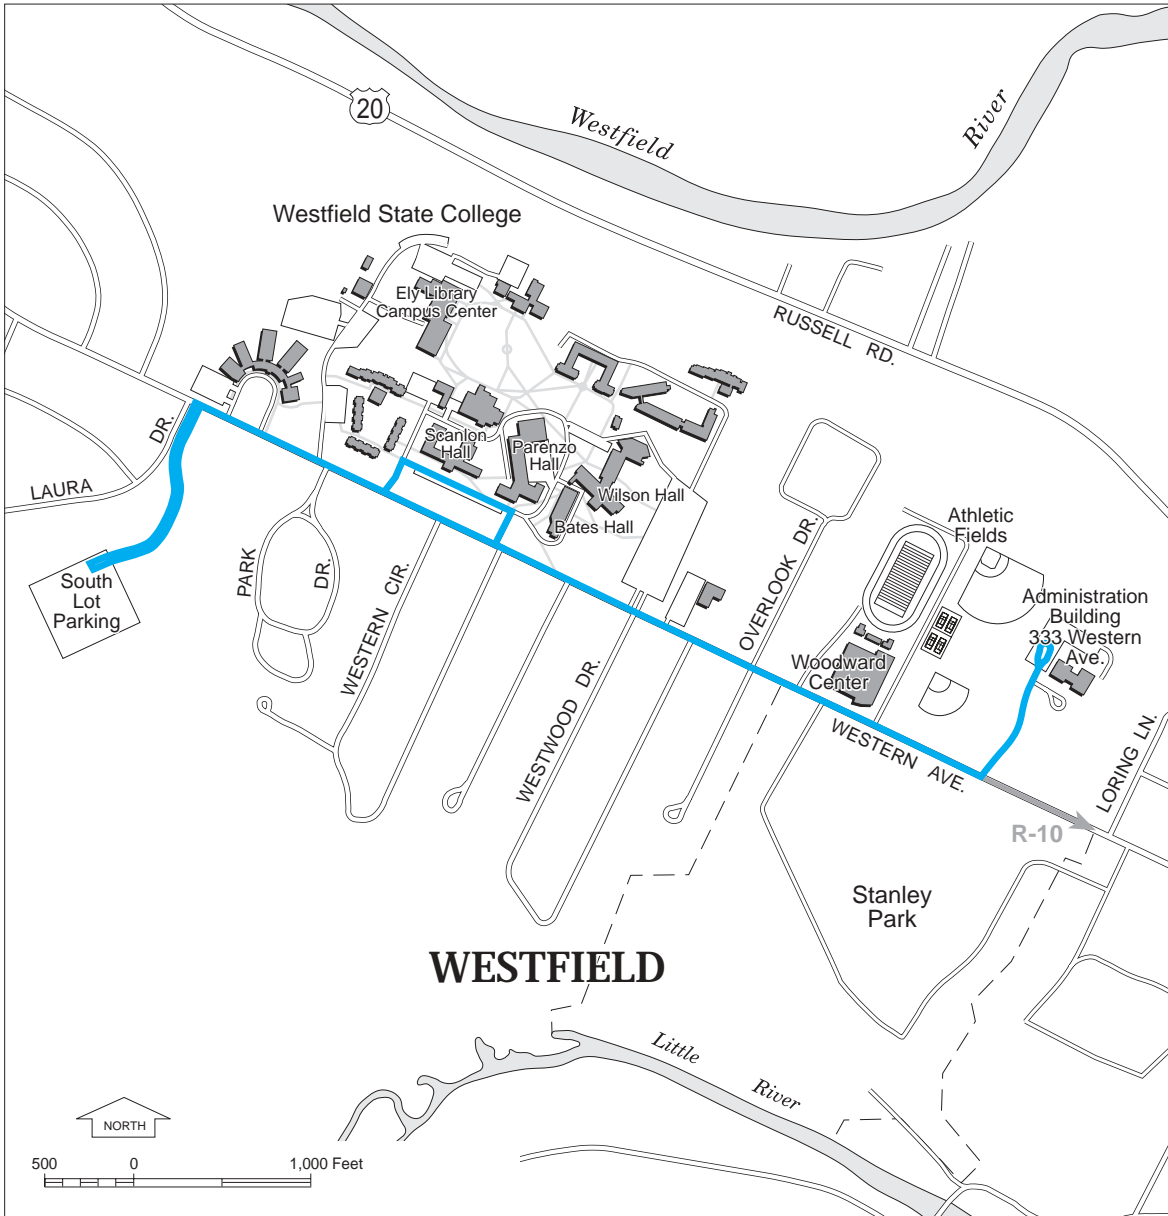 20
Westfield
River
Westfield State College
Ely Library
Campus Center
RUSSELL RD.
DR.
LAURA
Scanlon
Hall
Parenzo
Hall
Wilson Hall
Bates Hall
Athletic
Fields
South
Lot
Parking
PARK
DR.
WESTERN CIR.
WESTWOOD DR.
OVERLOOK DR.
Woodward
Center
Administration
Building
333 Western
Ave.
WESTERN AVE.
LORING LN.
R-10
Stanley
Park
WESTFIELD
Little
River
NORTH
500 0 1,000 Feet